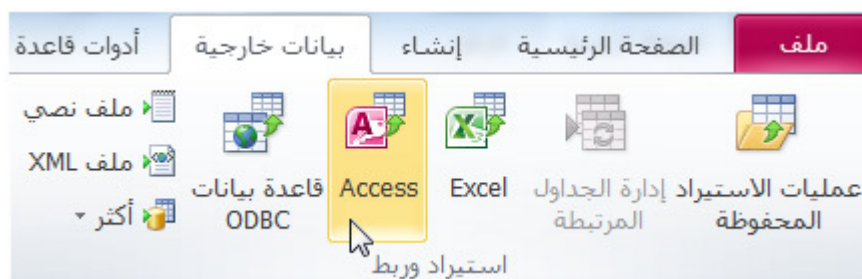 ملف
الصفحة الرئيسية
إنشاء
بيانات خارجية
أدوات قاعدة
عمليات الاستيراد
المحفوظة
إدارة الجداول
المرتبطة
Excel
Access
قاعدة بيانات
ODBC
ملف نصي
ملف XML
أكثر
استيراد وربط